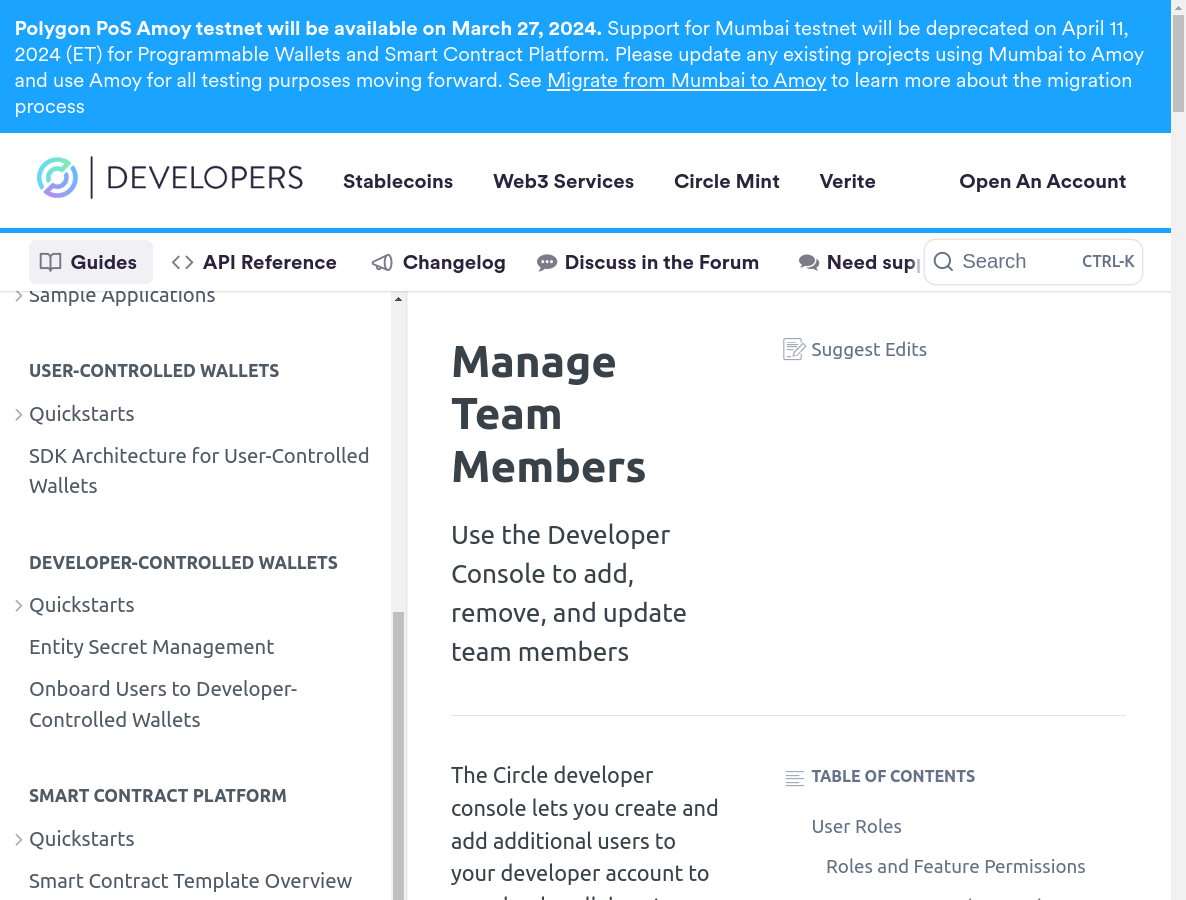 Polygon PoS Amoy testnet will be available on March 27, 2024. Support for Mumbai testnet will be deprecated on April 11,
2024 (ET) for Programmable Wallets and Smart Contract Platform. Please update any existing projects using Mumbai to Amoy
and use Amoy for all testing purposes moving forward. See Migrate from Mumbai to Amoy to learn more about the migration
process
DEVELOPERS
Stablecoins
Web3 Services
Circle Mint
Verite
Open An Account
Guides
API Reference
Changelog
Discuss in the Forum
Need sup
Search
CTRL-K
Sample Applications
USER-CONTROLLED WALLETS
Quickstarts
SDK Architecture for User-Controlled
Wallets
DEVELOPER-CONTROLLED WALLETS
Quickstarts
Entity Secret Management
Onboard Users to Developer-
Controlled Wallets
SMART CONTRACT PLATFORM
Quickstarts
Smart Contract Template Overview
Manage
Team
Members
Suggest Edits
Use the Developer
Console to add,
remove, and update
team members
The Circle developer
console lets you create and
add additional users to
your developer account to
TABLE OF CONTENTS
User Roles
Roles and Feature Permissions